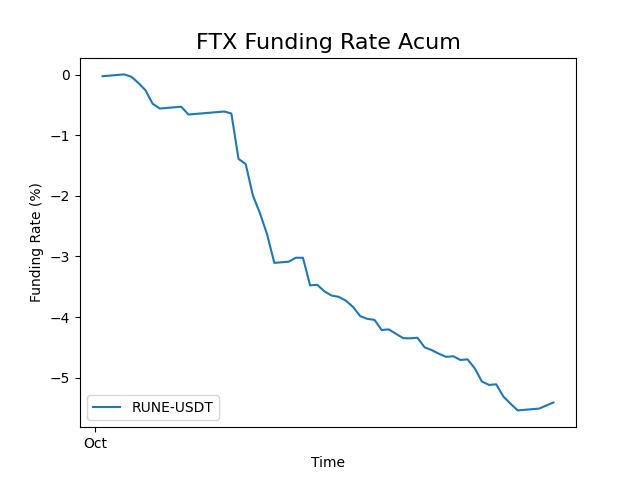 FTX Funding Rate Acum
Funding Rate (%)
0
−1
−2
−3
−4
−5
RUNE-USDT
Oct
Time